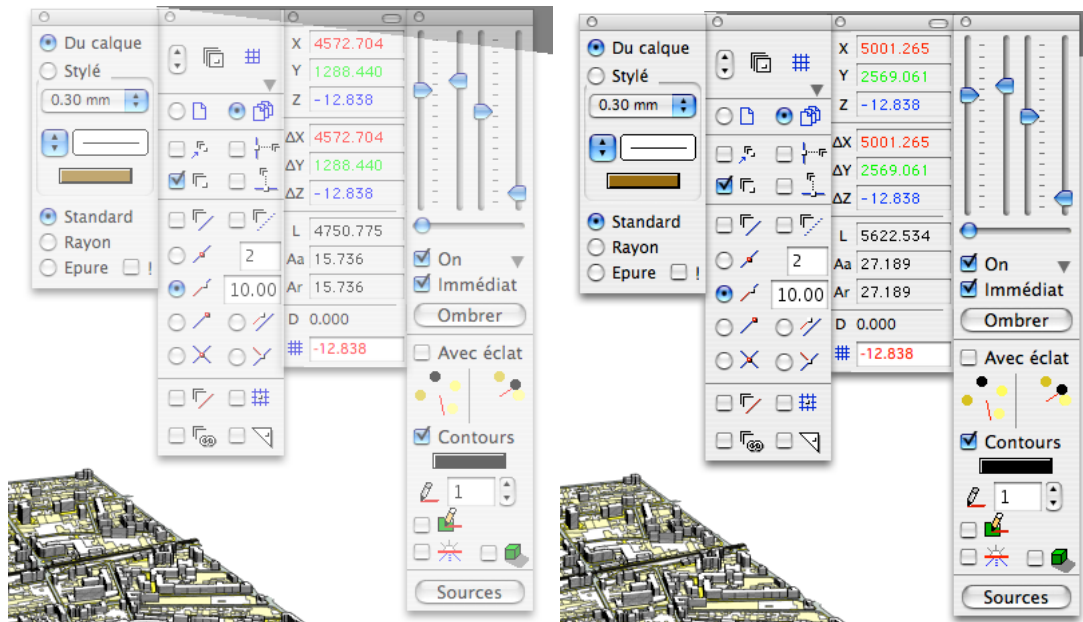 Du calque
Stylé
0.30 mm
Standard
Rayon
Epure !
2
10.00
X 4572.704
Y 1288.440
Z -12.838
ΔX 4572.704
ΔY 1288.440
ΔZ -12.838
L 4750.775
Aa 15.736
Ar 15.736
D 0.000
-12.838
On
Immédiat
Ombrer
Avec éclat
Contours
1
Sources
Du calque
Stylé
0.30 mm
Standard
Rayon
Epure !
2
10.00
X 5001.265
Y 2569.061
Z -12.838
ΔX 5001.265
ΔY 2569.061
ΔZ -12.838
L 5622.534
Aa 27.189
Ar 27.189
D 0.000
-12.838
On
Immédiat
Ombrer
Avec éclat
Contours
1
Sources